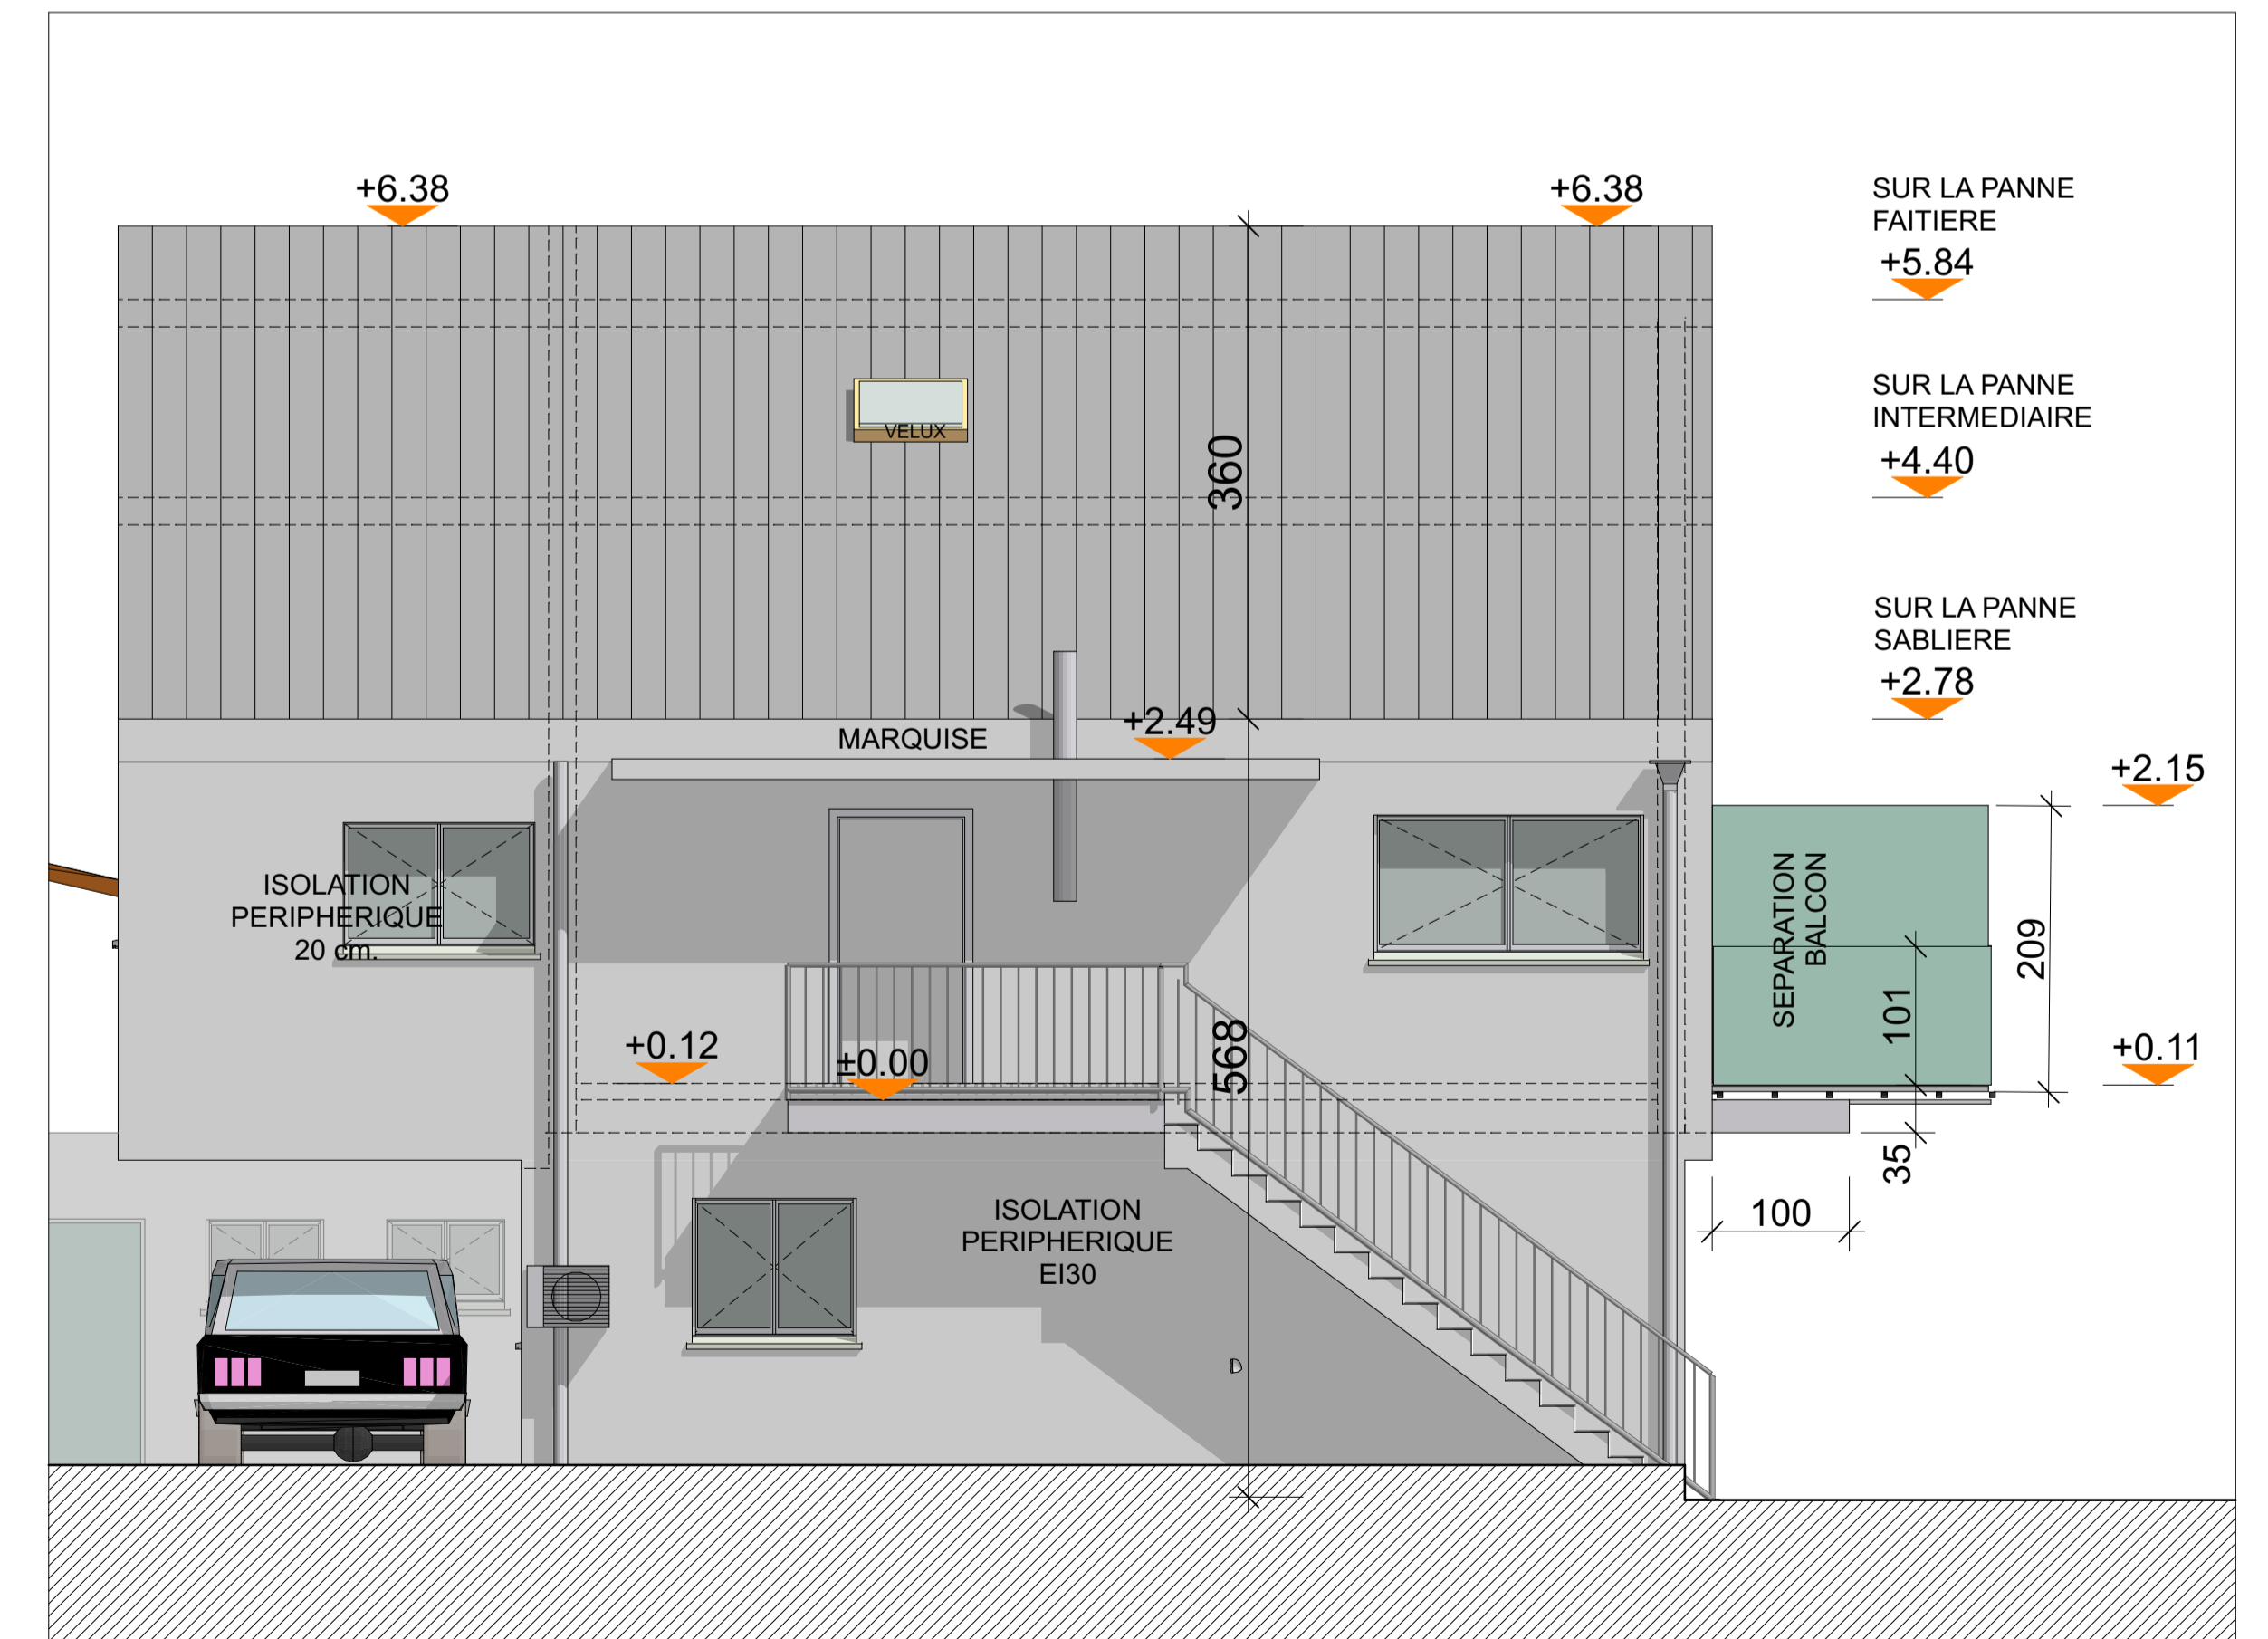 +6.38
+6.38
SUR LA PANNE
FAITIERE
+5.84
SUR LA PANNE
INTERMEDIAIRE
+4.40
VELUX
360
SUR LA PANNE
SABLIERE
+2.78
MARQUISE
+2.49
+2.15
ISOLATION
PERIPHERIQUE
20 cm.
SEPARATION
BALCON
209
101
+0.12
±0.00
568
+0.11
35
100
ISOLATION
PERIPHERIQUE
EI30